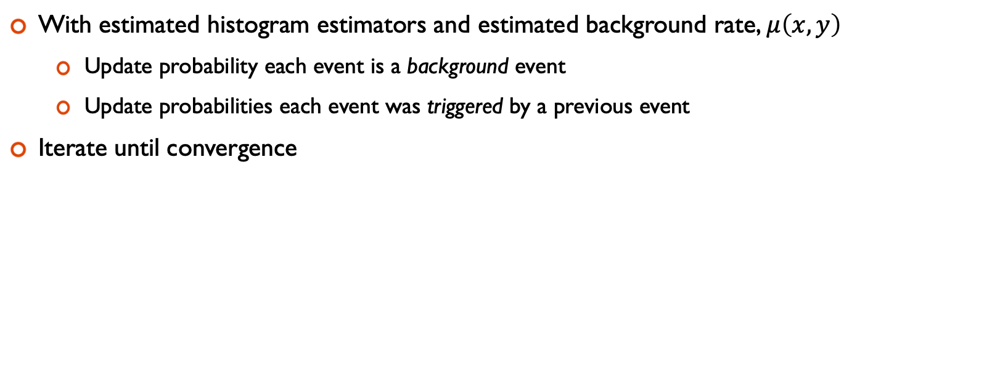 With estimated histogram estimators and estimated background rate, μ(x, y)
Update probability each event is a background event
Update probabilities each event was triggered by a previous event
Iterate until convergence